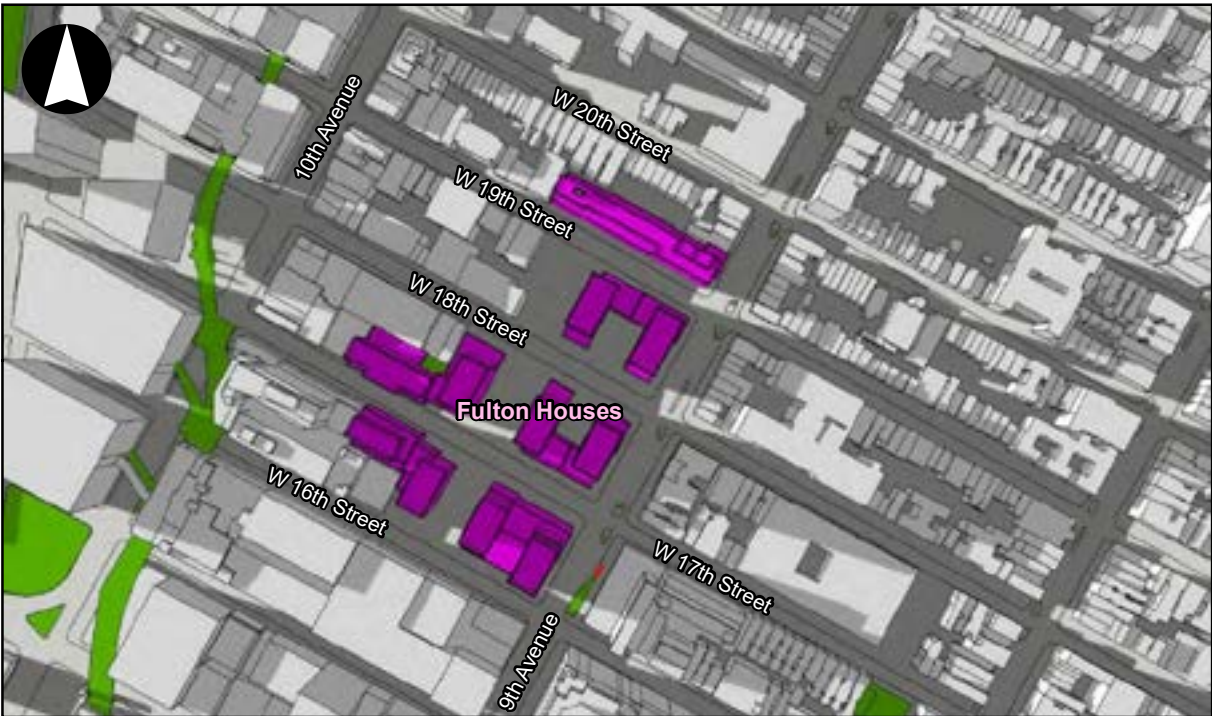 10th Avenue
W 20th Street
W 19th Street
W 18th Street
Fulton Houses
W 16th Street
W 17th Street
9th Avenue